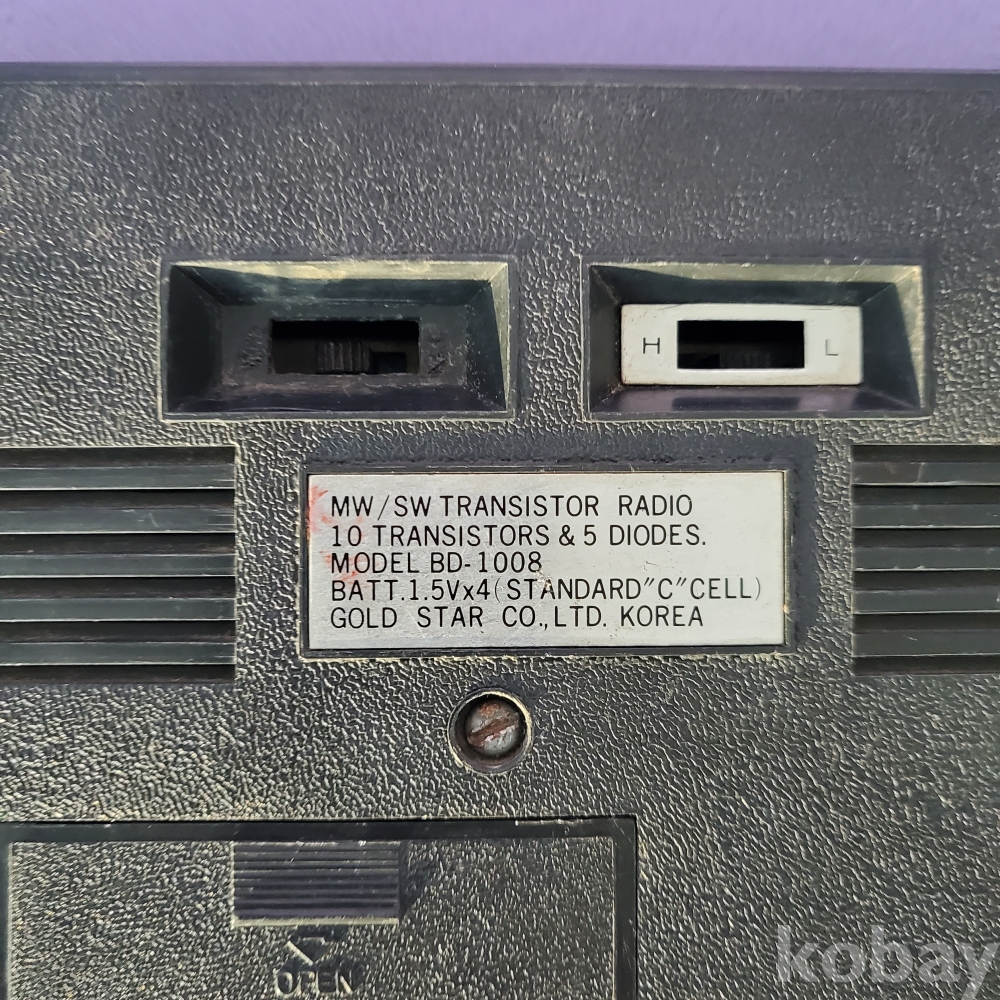 H L
MW/SW TRANSISTOR RADIO
10 TRANSISTORS & 5 DIODES.
MODEL BD-1008
BATT.1.5Vx4(STANDARD"C"CELL)
GOLD STAR CO.,LTD. KOREA
OPEN
kobay